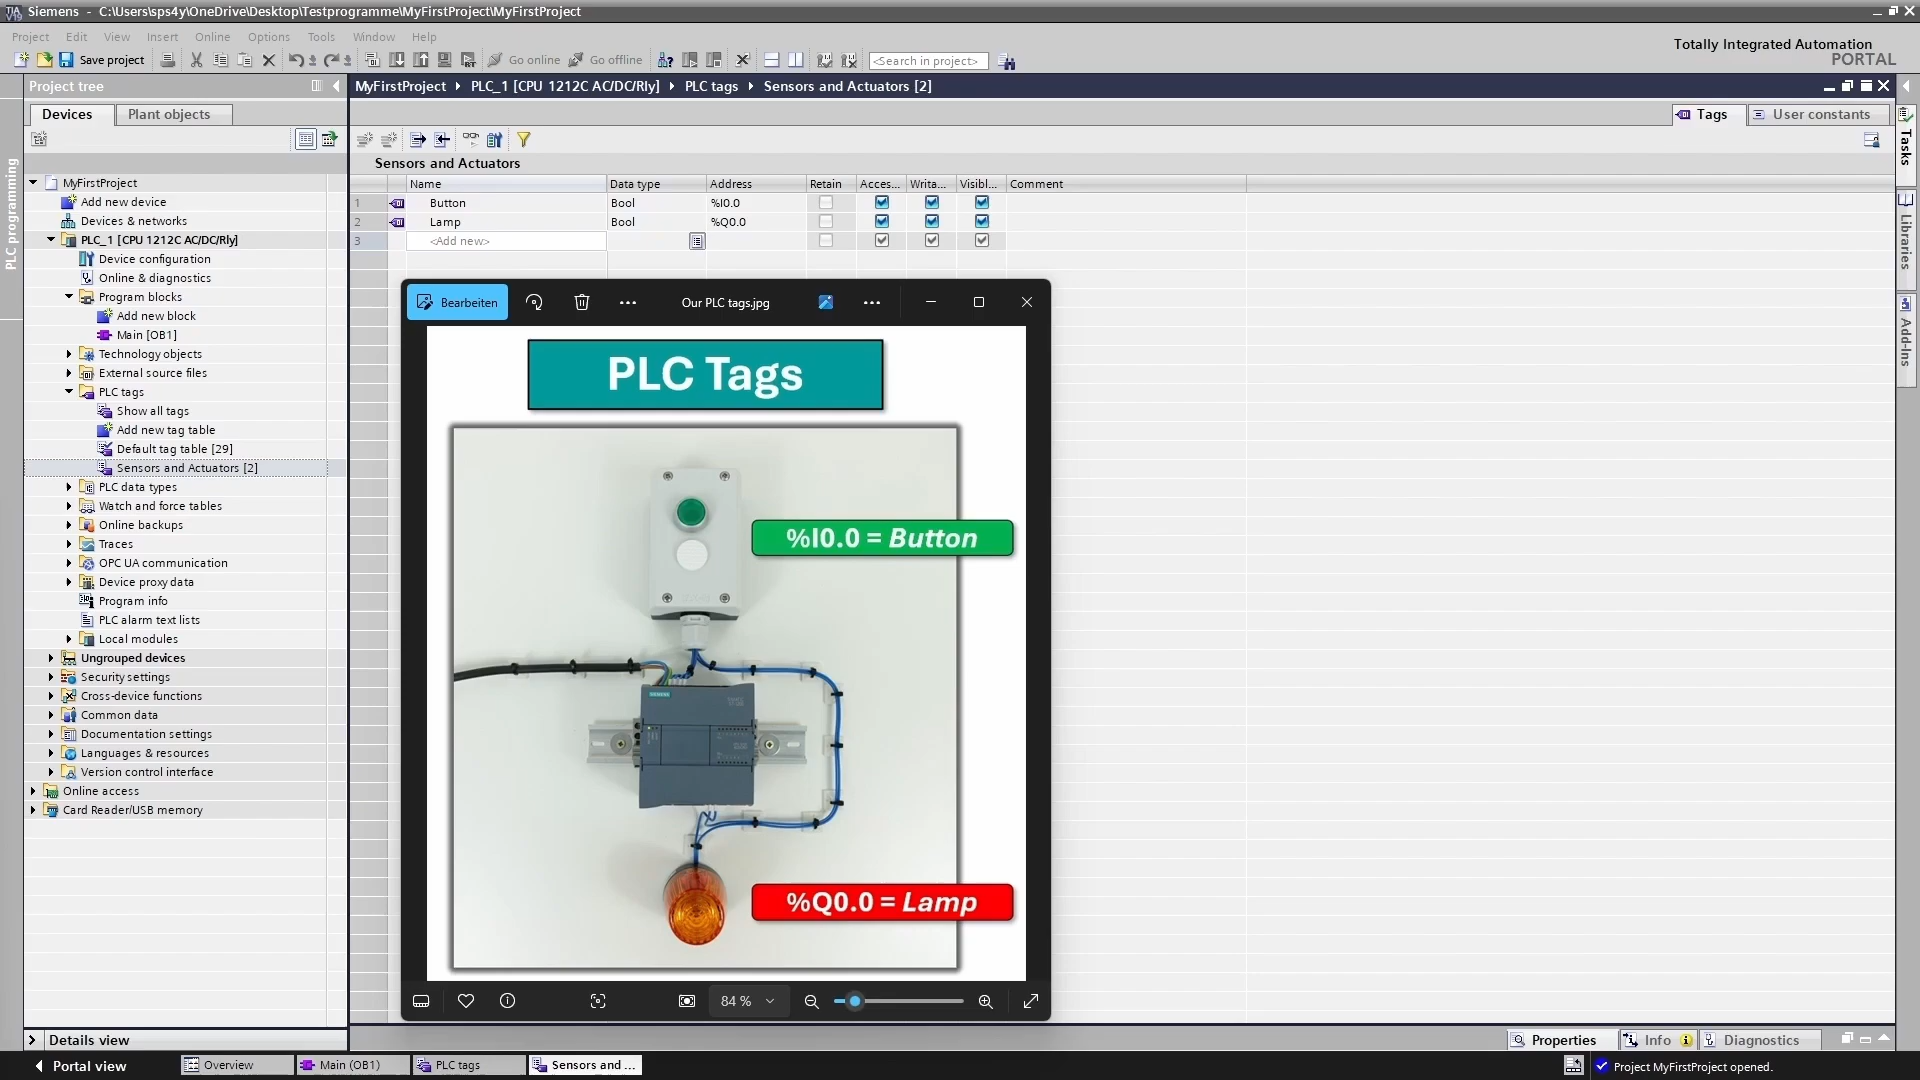 TIA V19 Siemens - C:\Users\sps4y\OneDrive\Desktop\Testprogramme\MyFirstProject\MyFirstProject
Project Edit View Insert Online Options Tools Window Help
Totally Integrated Automation
PORTAL
Save project Go online Go offline <Search in project>
Project tree
MyFirstProject PLC_1 [CPU 1212C AC/DC/Rly] PLC tags Sensors and Actuators [2]
Devices Plant objects
Tags User constants
PLC programming
Tasks
Libraries
Add-Ins
Sensors and Actuators
Name Data type Address Retain Acces... Writa... Visibl... Comment
1 Button Bool %I0.0
2 Lamp Bool %Q0.0
3 <Add new>
MyFirstProject
Add new device
Devices & networks
PLC_1 [CPU 1212C AC/DC/Rly]
Device configuration
Online & diagnostics
Program blocks
Add new block
Main [OB1]
Technology objects
External source files
PLC tags
Show all tags
Add new tag table
Default tag table [29]
Sensors and Actuators [2]
PLC data types
Watch and force tables
Online backups
Traces
OPC UA communication
Device proxy data
Program info
PLC alarm text lists
Local modules
Ungrouped devices
Security settings
Cross-device functions
Common data
Documentation settings
Languages & resources
Version control interface
Online access
Card Reader/USB memory
Bearbeiten Our PLC tags.jpg
PLC Tags
%I0.0 = Button
SIEMENS
%Q0.0 = Lamp
84 %
Details view
Properties Info Diagnostics
Portal view Overview Main (OB1) PLC tags Sensors and ...
Project MyFirstProject opened.